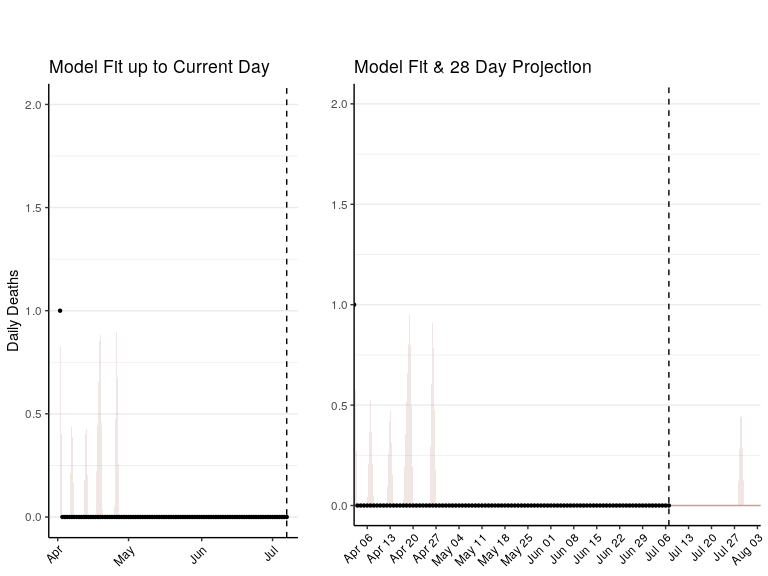 Model Fit up to Current Day
Model Fit & 28 Day Projection
Daily Deaths
2.0
1.5
1.0
0.5
0.0
Apr
May
Jun
Jul
2.0
1.5
1.0
0.5
0.0
Apr 06
Apr 13
Apr 20
Apr 27
May 04
May 11
May 18
May 25
Jun 01
Jun 08
Jun 15
Jun 22
Jun 29
Jul 06
Jul 13
Jul 20
Jul 27
Aug 03